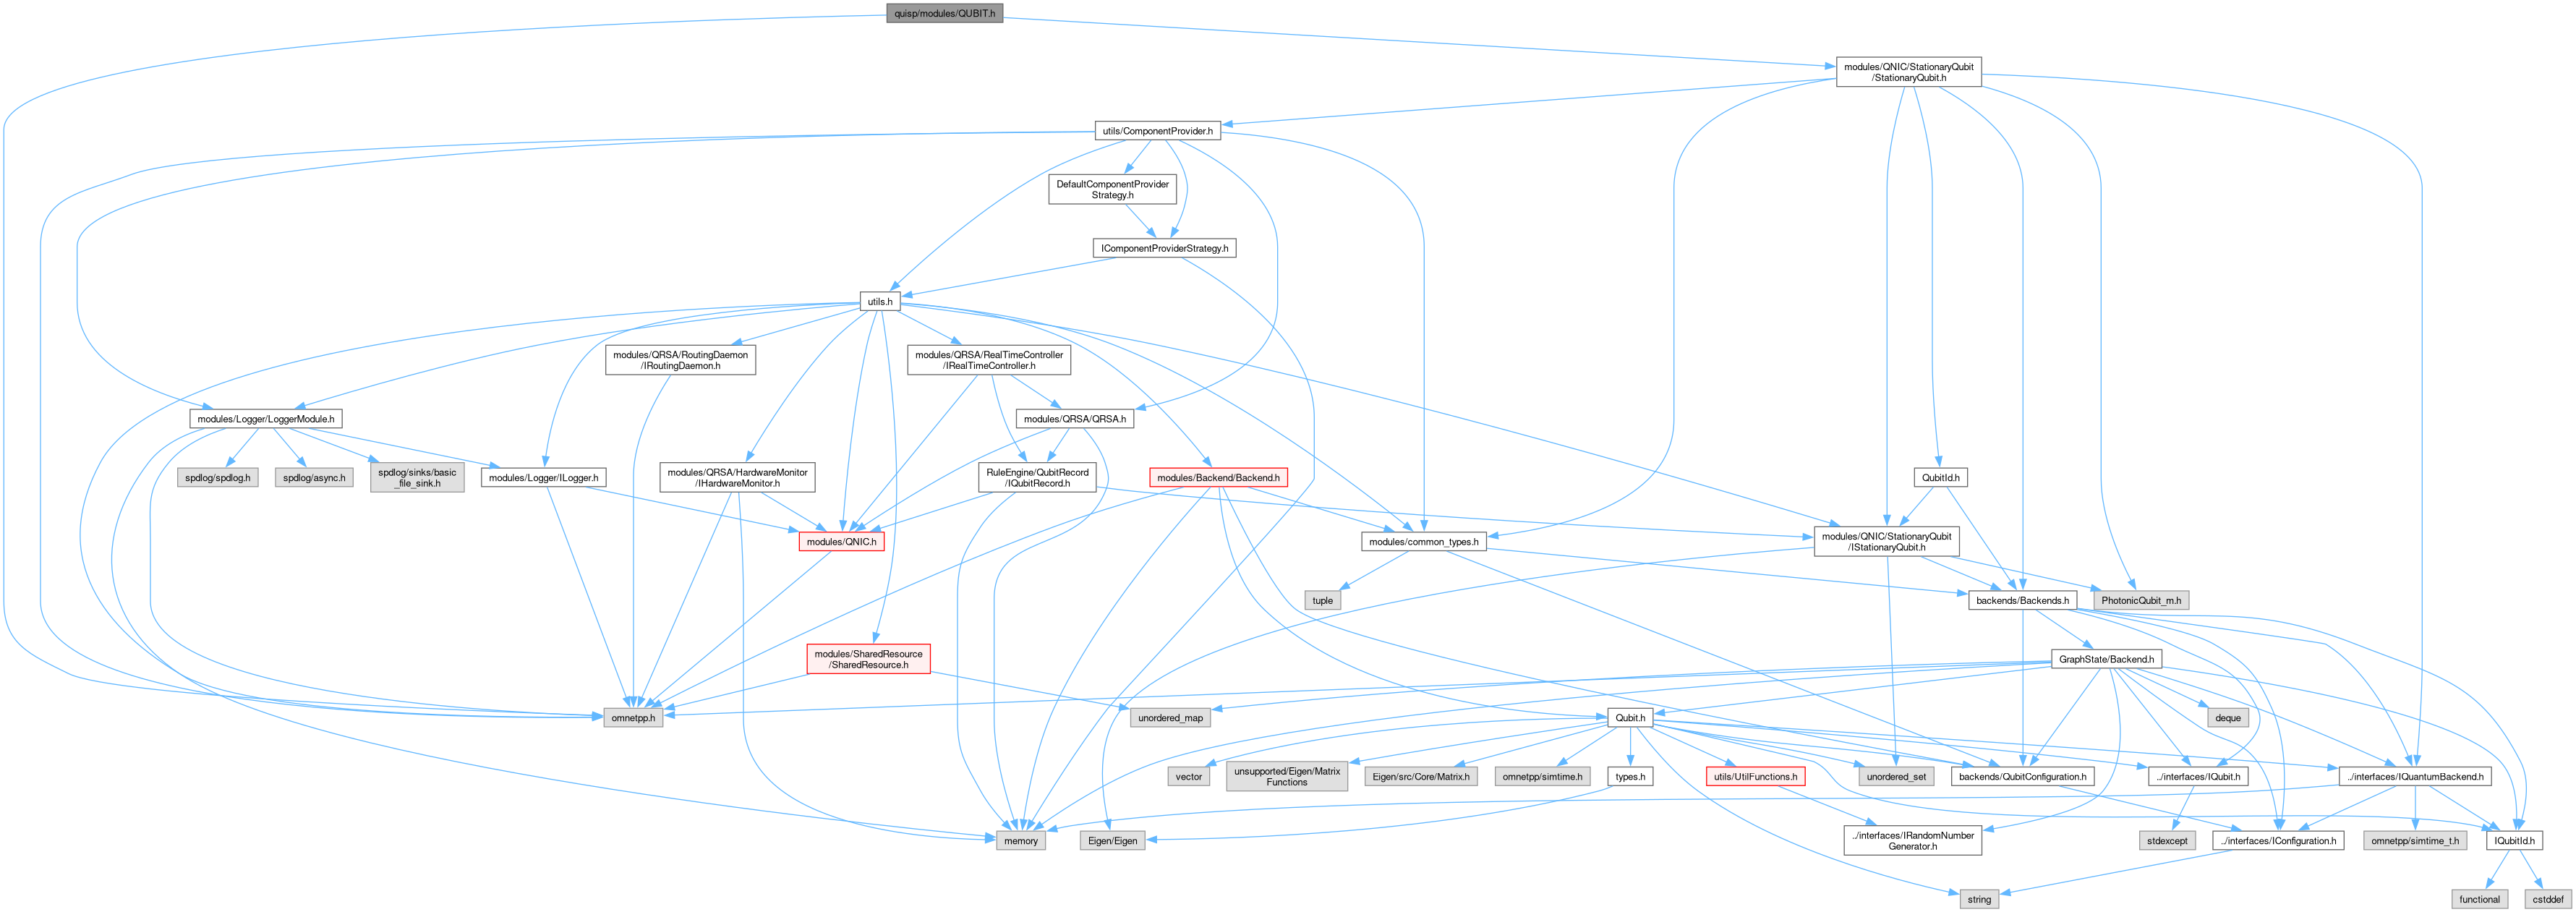 quisp/modules/QUBIT.h
modules/QNIC/StationaryQubit
/StationaryQubit.h
utils/ComponentProvider.h
DefaultComponentProvider
Strategy.h
IComponentProviderStrategy.h
utils.h
modules/QRSA/RoutingDaemon
/IRoutingDaemon.h
modules/QRSA/RealTimeController
/IRealTimeController.h
modules/Logger/LoggerModule.h
modules/QRSA/QRSA.h
spdlog/spdlog.h
spdlog/async.h
spdlog/sinks/basic
_file_sink.h
modules/Logger/ILogger.h
modules/QRSA/HardwareMonitor
/IHardwareMonitor.h
RuleEngine/QubitRecord
/IQubitRecord.h
modules/Backend/Backend.h
QubitId.h
modules/QNIC.h
modules/common_types.h
modules/QNIC/StationaryQubit
/IStationaryQubit.h
tuple
backends/Backends.h
PhotonicQubit_m.h
modules/SharedResource
/SharedResource.h
GraphState/Backend.h
omnetpp.h
unordered_map
Qubit.h
deque
vector
unsupported/Eigen/Matrix
Functions
Eigen/src/Core/Matrix.h
omnetpp/simtime.h
types.h
utils/UtilFunctions.h
unordered_set
backends/QubitConfiguration.h
../interfaces/IQubit.h
../interfaces/IQuantumBackend.h
memory
Eigen/Eigen
../interfaces/IRandomNumber
Generator.h
stdexcept
../interfaces/IConfiguration.h
omnetpp/simtime_t.h
IQubitId.h
string
functional
cstddef